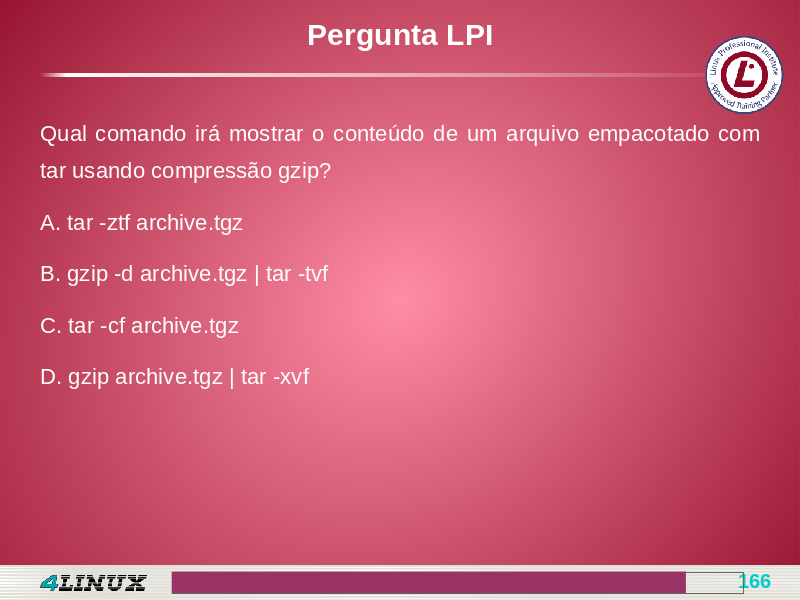 Pergunta LPI
Linux Professional Institute
Approved Training Partner
Qual comando irá mostrar o conteúdo de um arquivo empacotado com
tar usando compressão gzip?
A. tar -ztf archive.tgz
B. gzip -d archive.tgz | tar -tvf
C. tar -cf archive.tgz
D. gzip archive.tgz | tar -xvf
4LINUX
166